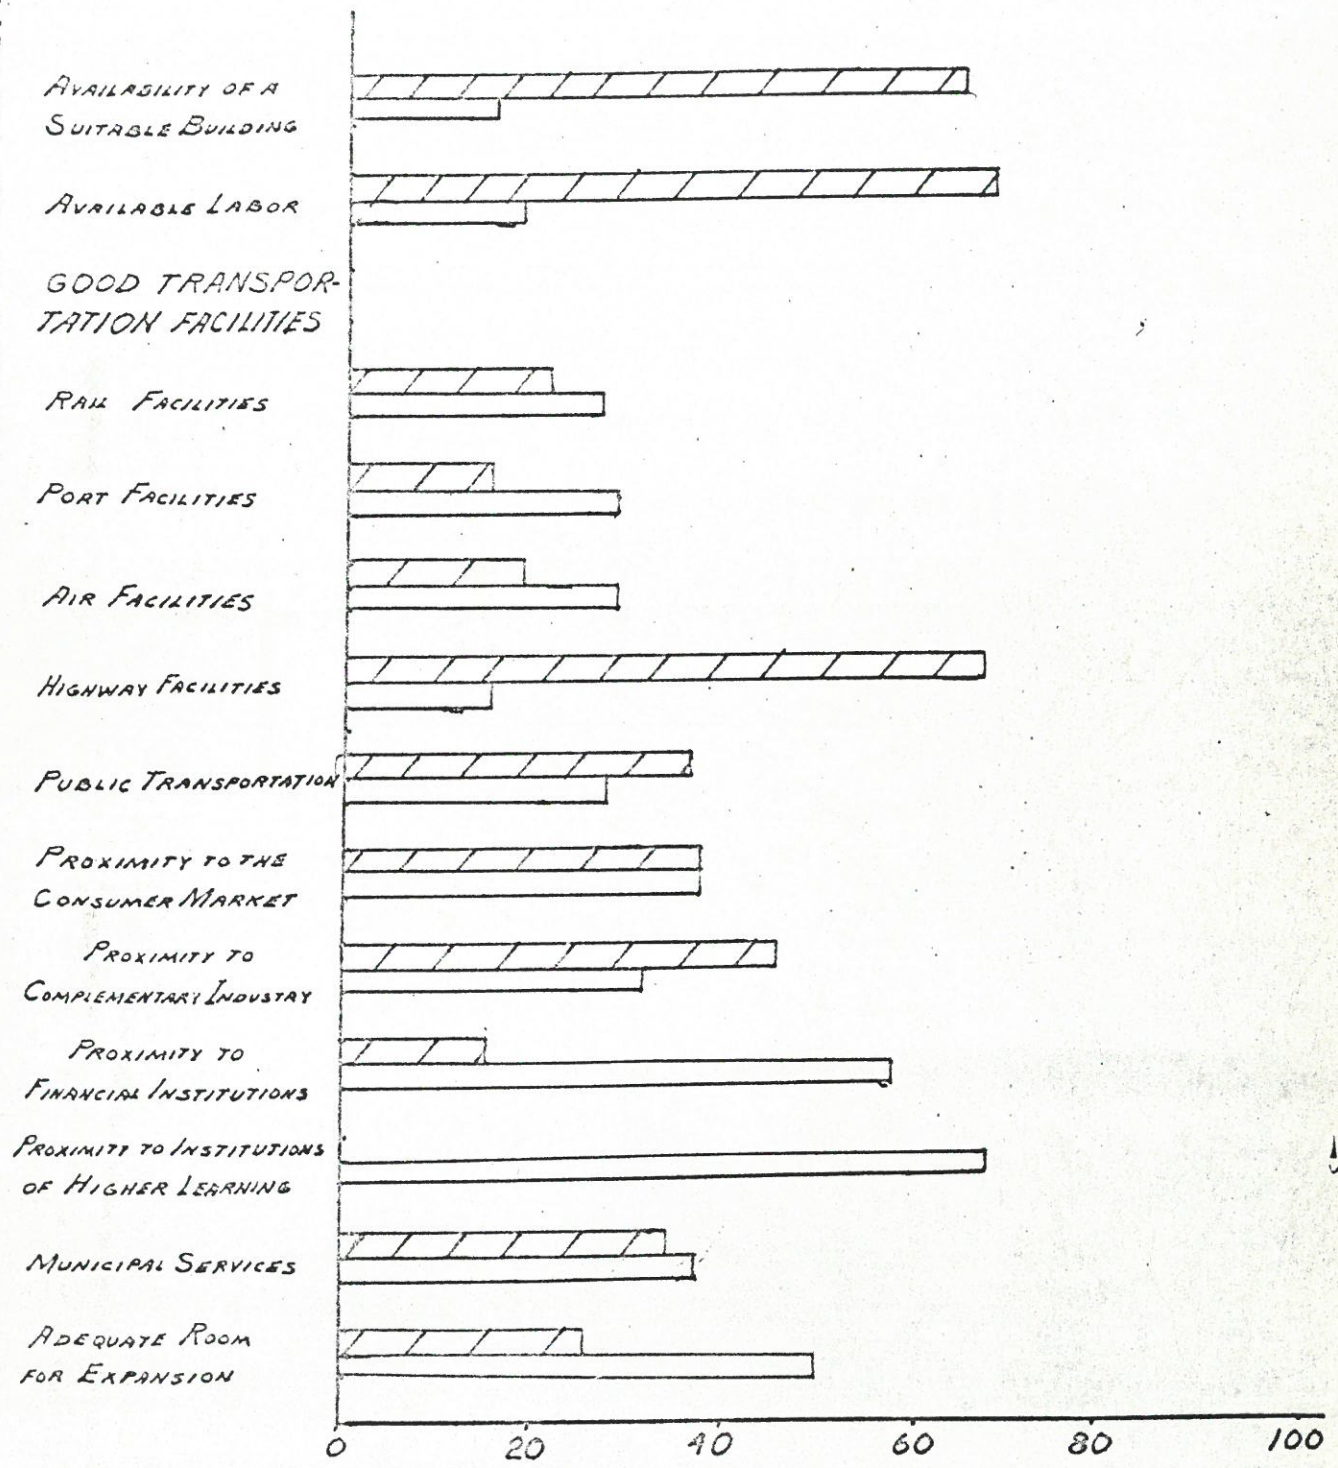 AVAILABILITY OF A
SUITABLE BUILDING
AVAILABLE LABOR
GOOD TRANSPOR-
TATION FACILITIES
RAIL FACILITIES
PORT FACILITIES
AIR FACILITIES
HIGHWAY FACILITIES
PUBLIC TRANSPORTATION
PROXIMITY TO THE
CONSUMER MARKET
PROXIMITY TO
COMPLEMENTARY INDUSTRY
PROXIMITY TO
FINANCIAL INSTITUTIONS
PROXIMITY TO INSTITUTIONS
OF HIGHER LEARNING
MUNICIPAL SERVICES
ADEQUATE ROOM
FOR EXPANSION
0 20 40 60 80 100